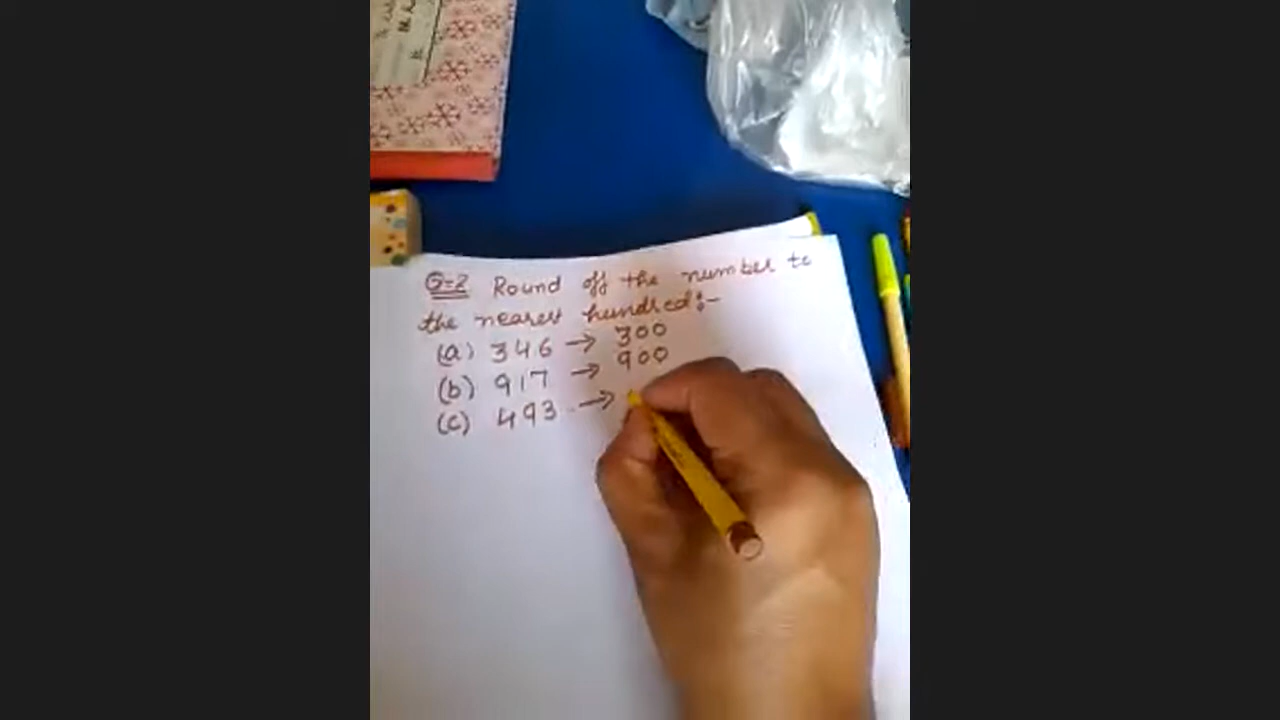 Q=2 Round off the number to
the nearest hundred:-
(a) 346 → 300
(b) 917 → 900
(c) 493 →